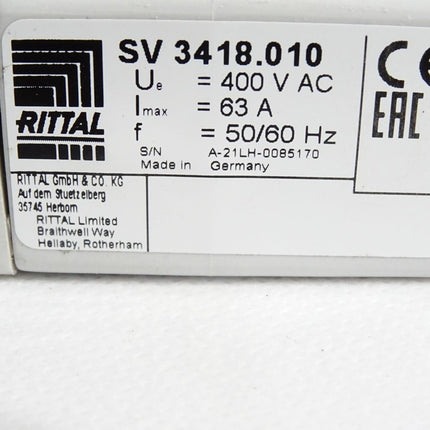 SV 3418.010
Ue = 400 V AC
Imax = 63 A
f = 50/60 Hz
S/N A-21LH-0085170
Made in Germany
RITTAL
RITTAL GmbH & CO. KG
Auf dem Stuetzelberg
35745 Herborn
RITTAL Limited
Braithwell Way
Hellaby, Rotherham
CE
EAC